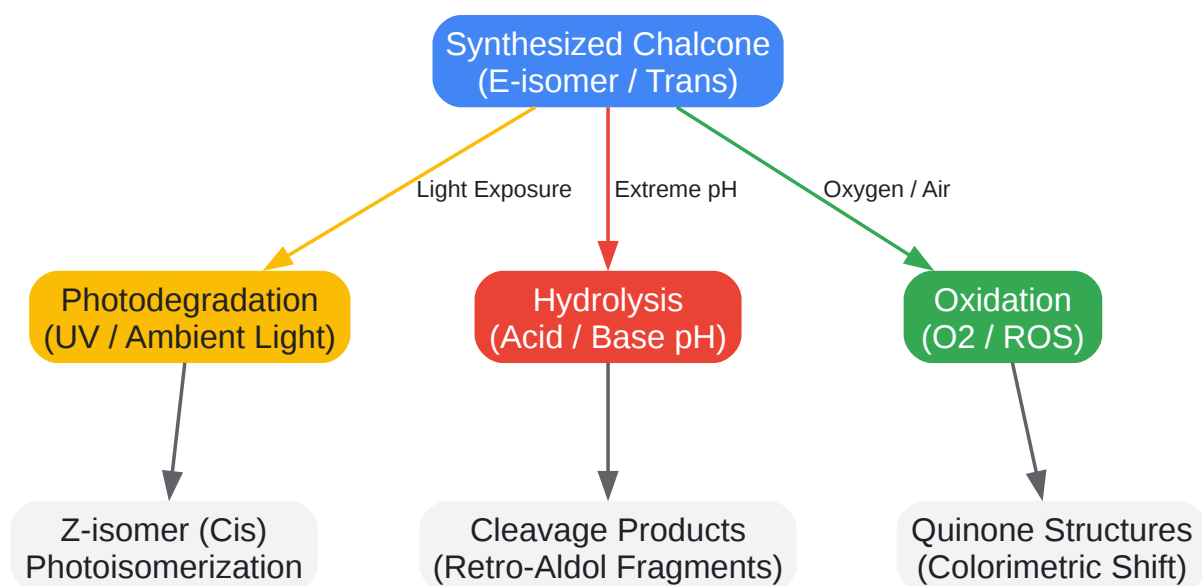 Synthesized Chalcone
(E-isomer / Trans)
Light Exposure
Extreme pH
Oxygen / Air
Photodegradation
(UV / Ambient Light)
Hydrolysis
(Acid / Base pH)
Oxidation
(O2 / ROS)
Z-isomer (Cis)
Photoisomerization
Cleavage Products
(Retro-Aldol Fragments)
Quinone Structures
(Colorimetric Shift)